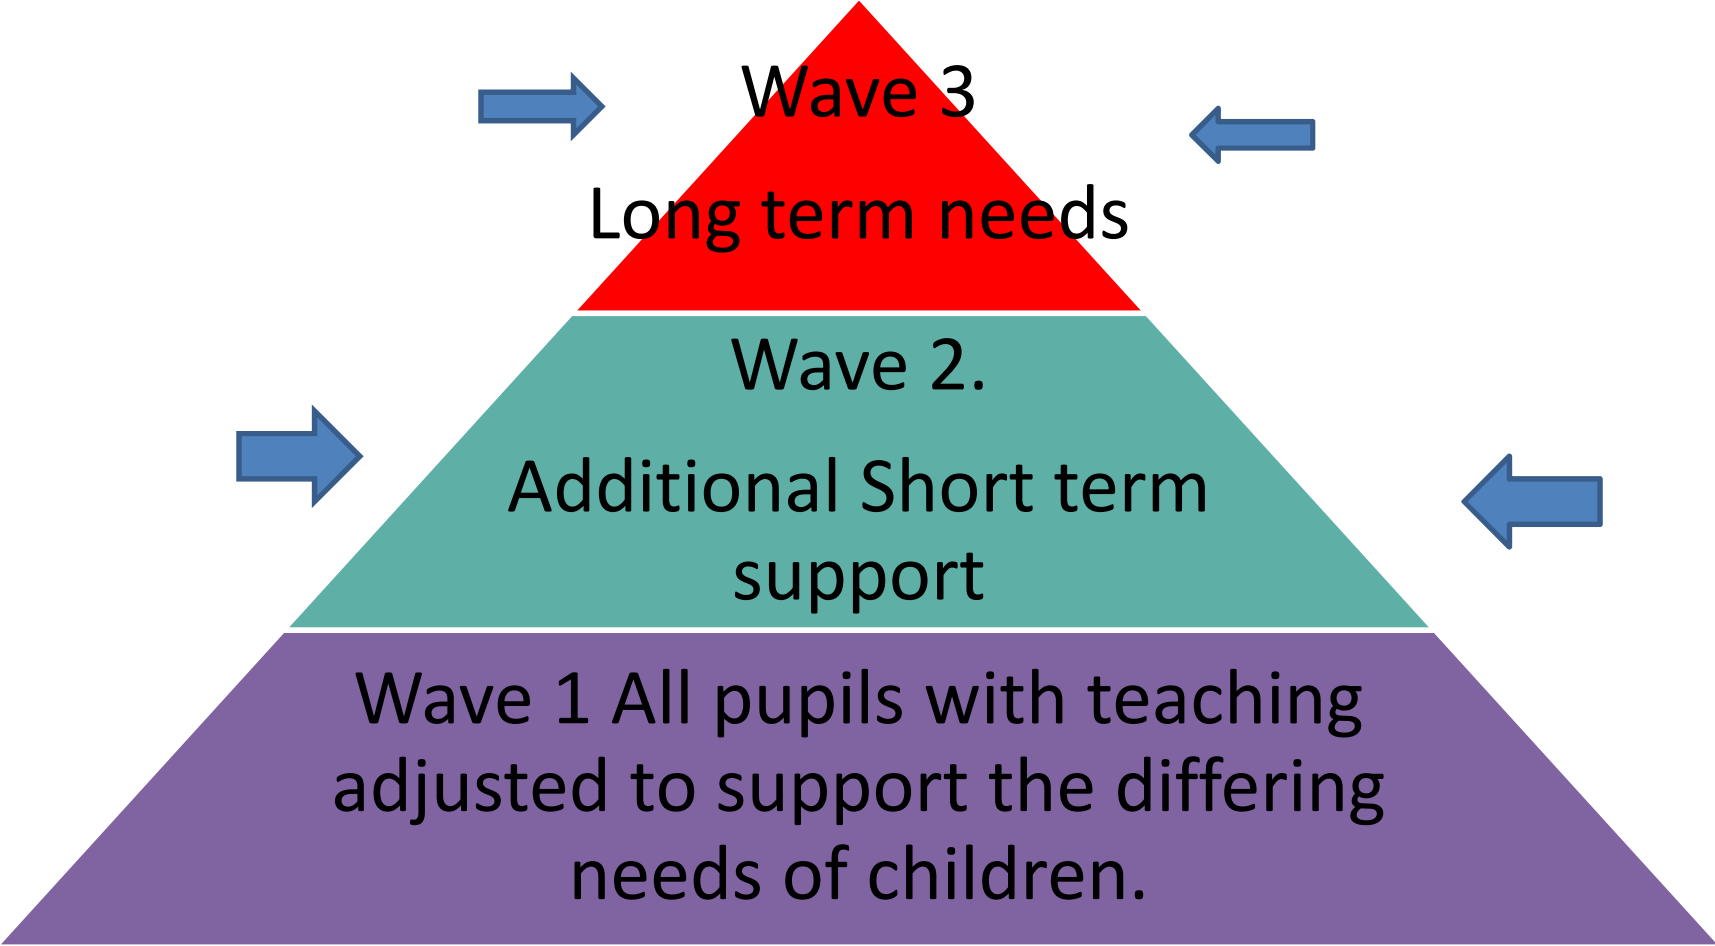 Wave 3
Long term needs
Wave 2.
Additional Short term
support
Wave 1 All pupils with teaching
adjusted to support the differing
needs of children.